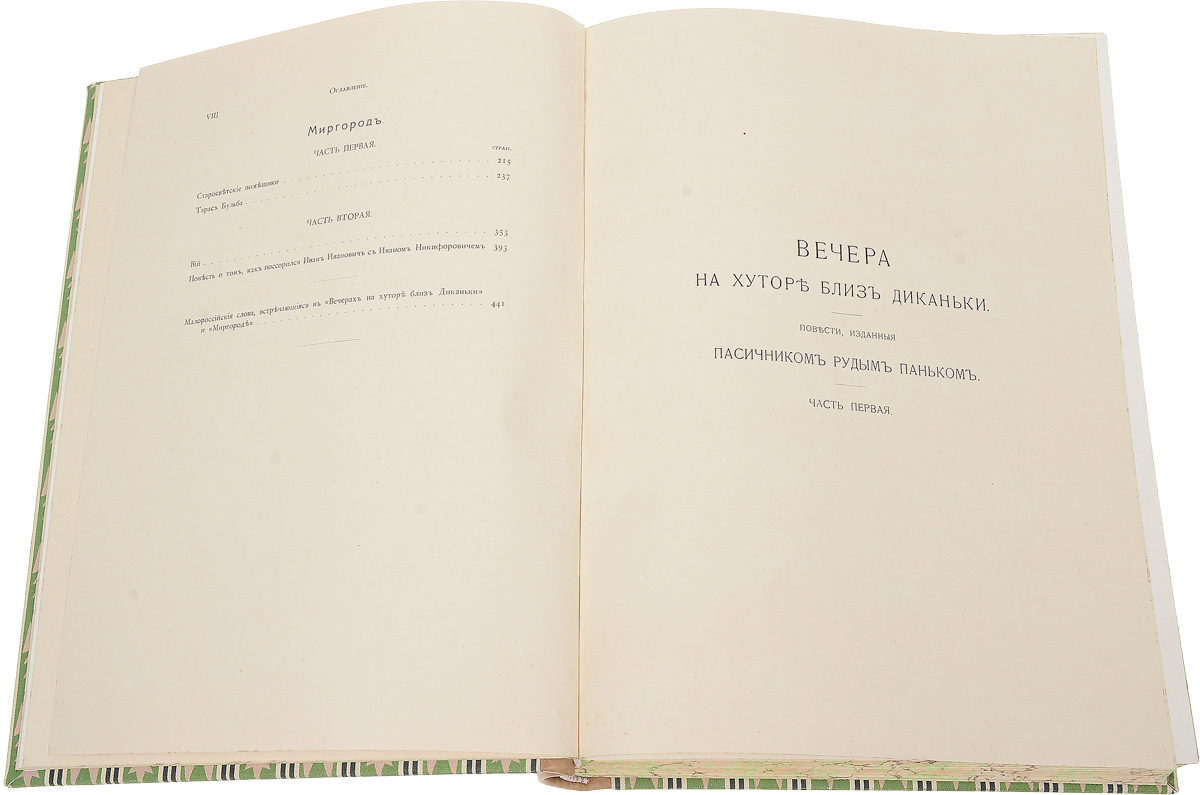 Оглавленіе.
VIII
Миргородъ.
ЧАСТЬ ПЕРВАЯ.
СТРАН.
Старосвѣтскіе помѣщики . . . . . . . . . . . . . . . . 215
Тарасъ Бульба . . . . . . . . . . . . . . . . . . . . 237
ЧАСТЬ ВТОРАЯ.
Вій . . . . . . . . . . . . . . . . . . . . . . . . 353
Повѣсть о томъ, какъ поссорился Иванъ Ивановичъ съ Иваномъ Никифоровичемъ 393
Малороссійскія слова, встрѣчающіяся въ «Вечерахъ на хуторѣ близъ Диканьки»
и «Миргородѣ» . . . . . . . . . . . . . . . . . . . . 441
ВЕЧЕРА
НА ХУТОРѢ БЛИЗЪ ДИКАНЬКИ.
ПОВѢСТИ, ИЗДАННЫЯ
ПАСИЧНИКОМЪ РУДЫМЪ ПАНЬКОМЪ.
ЧАСТЬ ПЕРВАЯ.